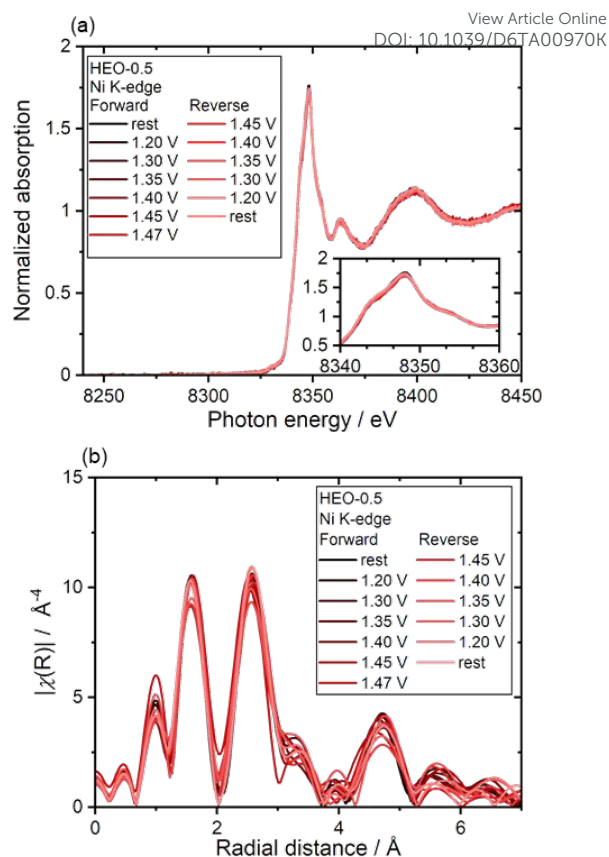 View Article Online
DOI: 10.1039/D6TA00970K
(a)
2
1.5
1
0.5
0
Normalized absorption
HEO-0.5
Ni K-edge
Forward Reverse
rest 1.45 V
1.20 V 1.40 V
1.30 V 1.35 V
1.35 V 1.30 V
1.40 V 1.20 V
1.45 V rest
1.47 V
2
1.5
1
0.5
8340 8350 8360
8250 8300 8350 8400 8450
Photon energy / eV
(b)
15
10
5
0
|χ(R)| / Å-4
HEO-0.5
Ni K-edge
Forward Reverse
rest 1.45 V
1.20 V 1.40 V
1.30 V 1.35 V
1.35 V 1.30 V
1.40 V 1.20 V
1.45 V rest
1.47 V
0 2 4 6
Radial distance / Å